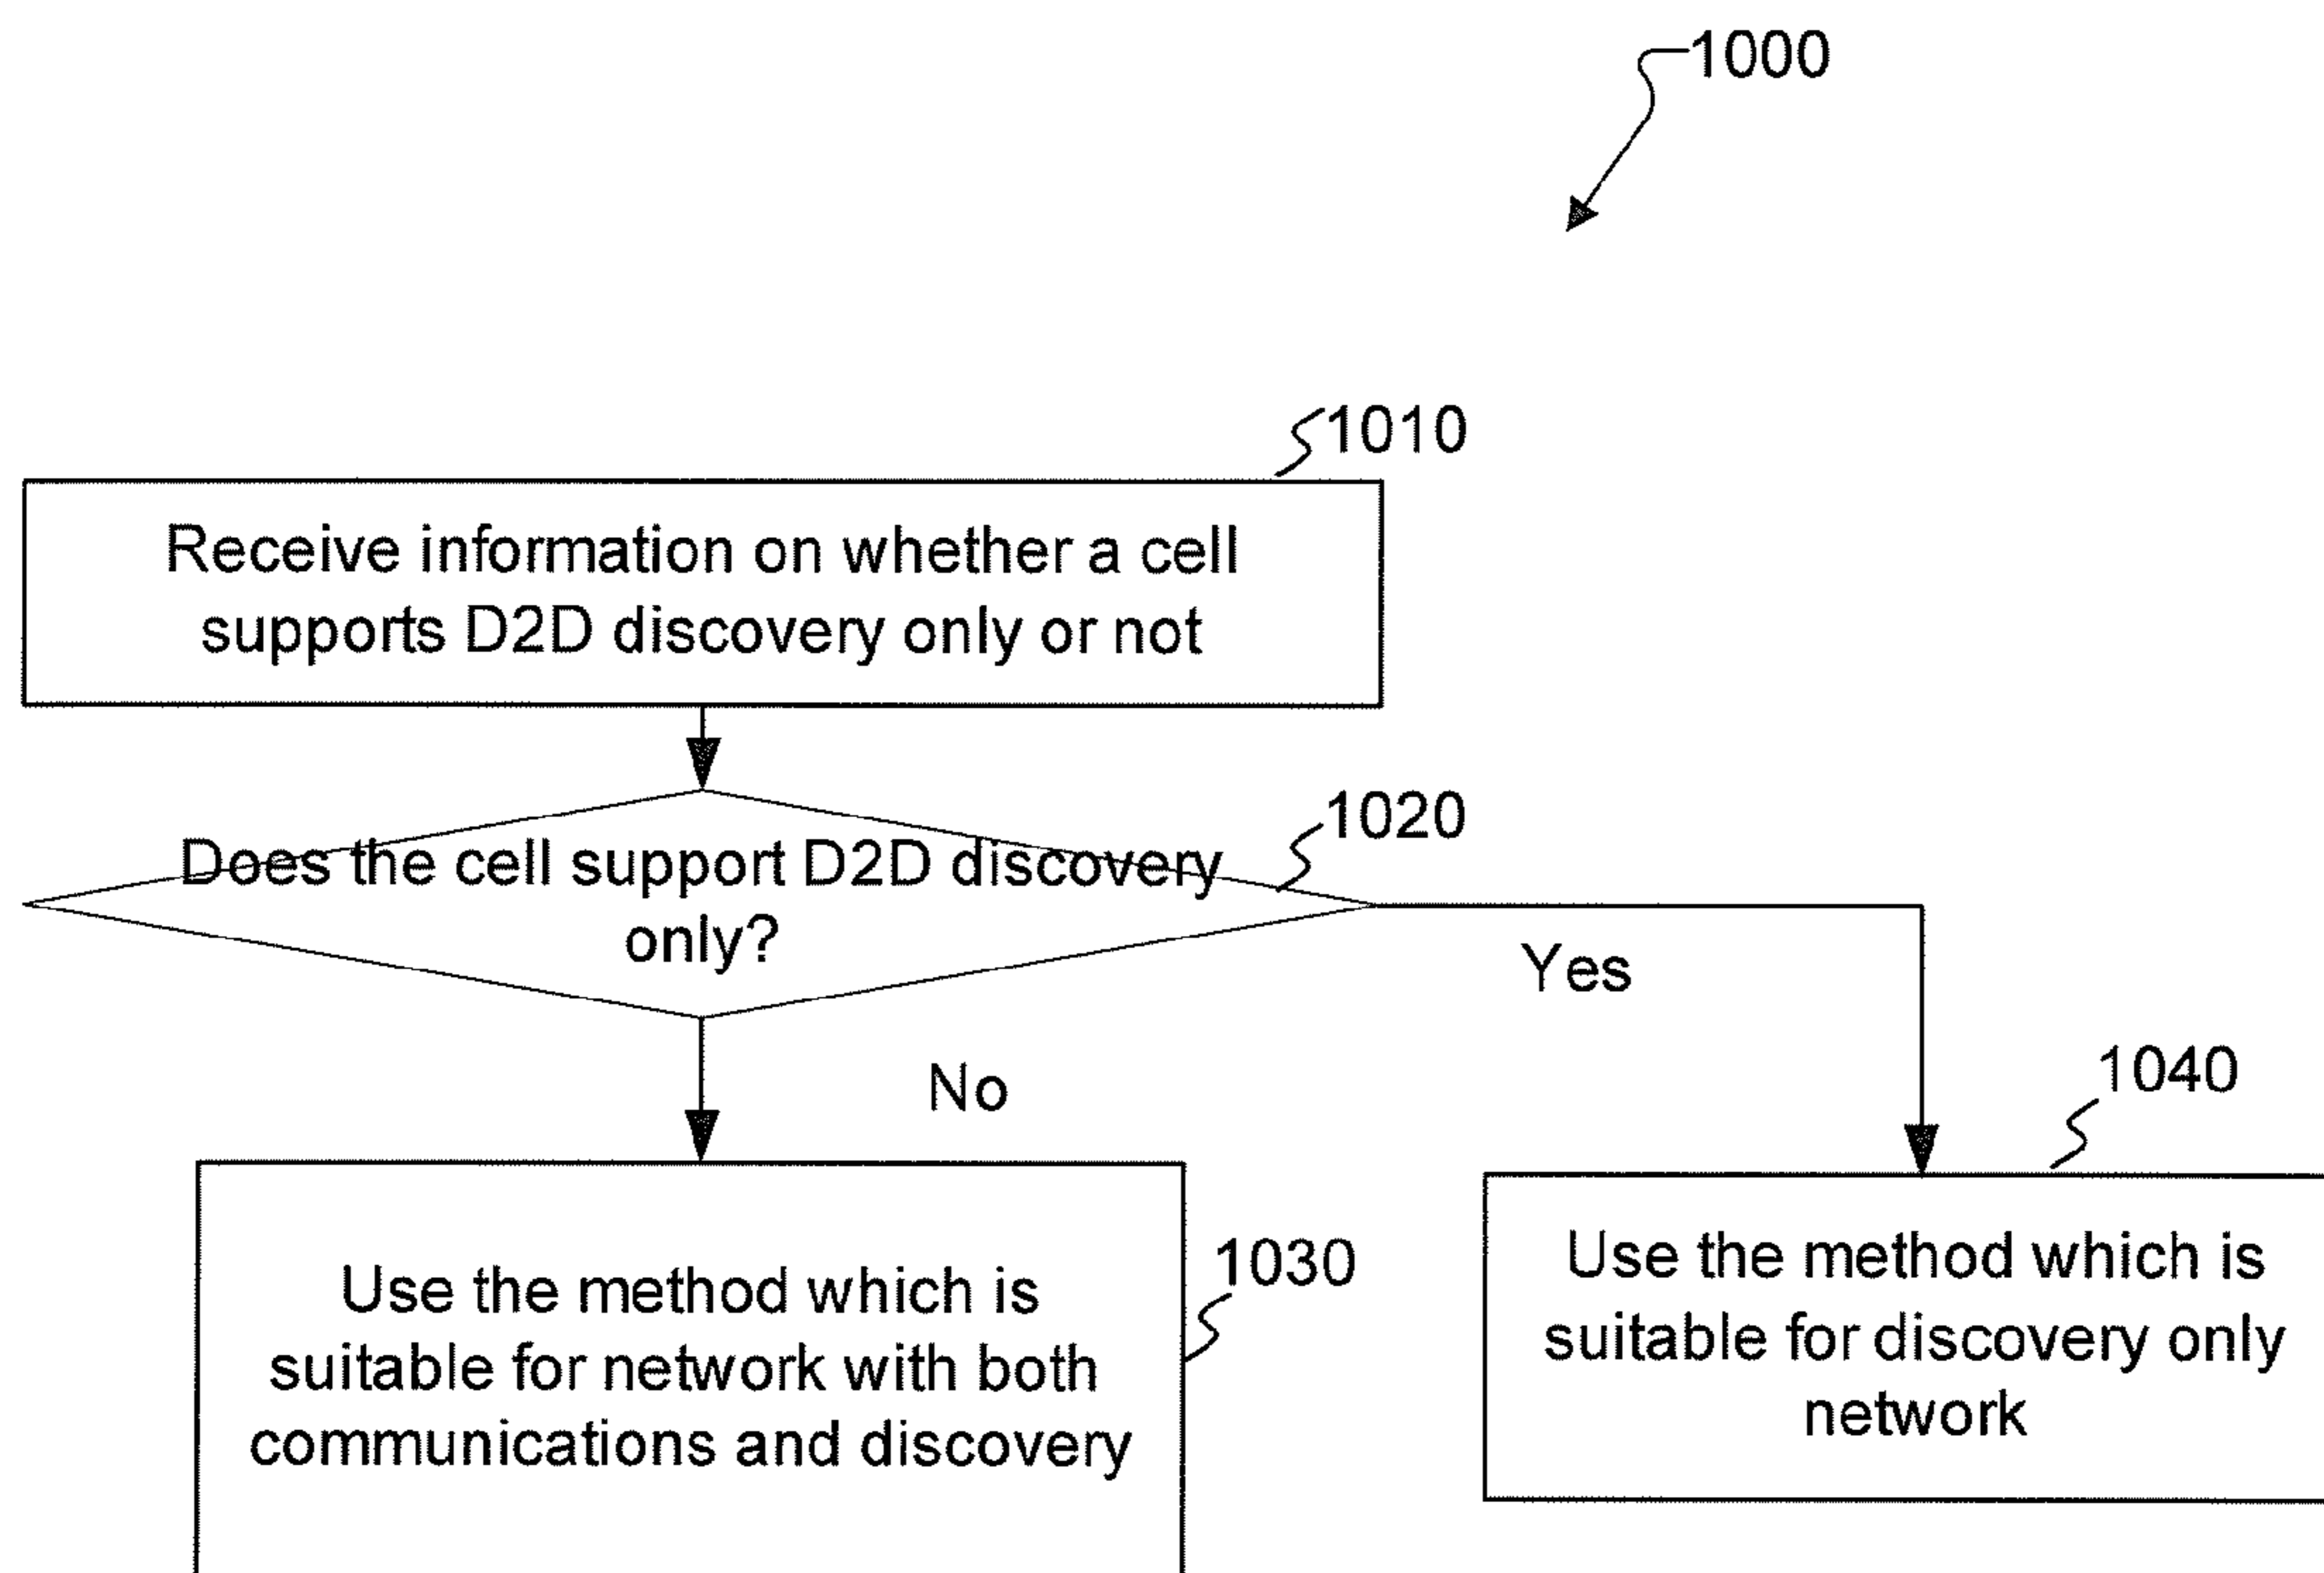 1000
1010
Receive information on whether a cell
supports D2D discovery only or not
1020
Does the cell support D2D discovery
only?
Yes
No
1040
1030
Use the method which is
suitable for network with both
communications and discovery
Use the method which is
suitable for discovery only
network